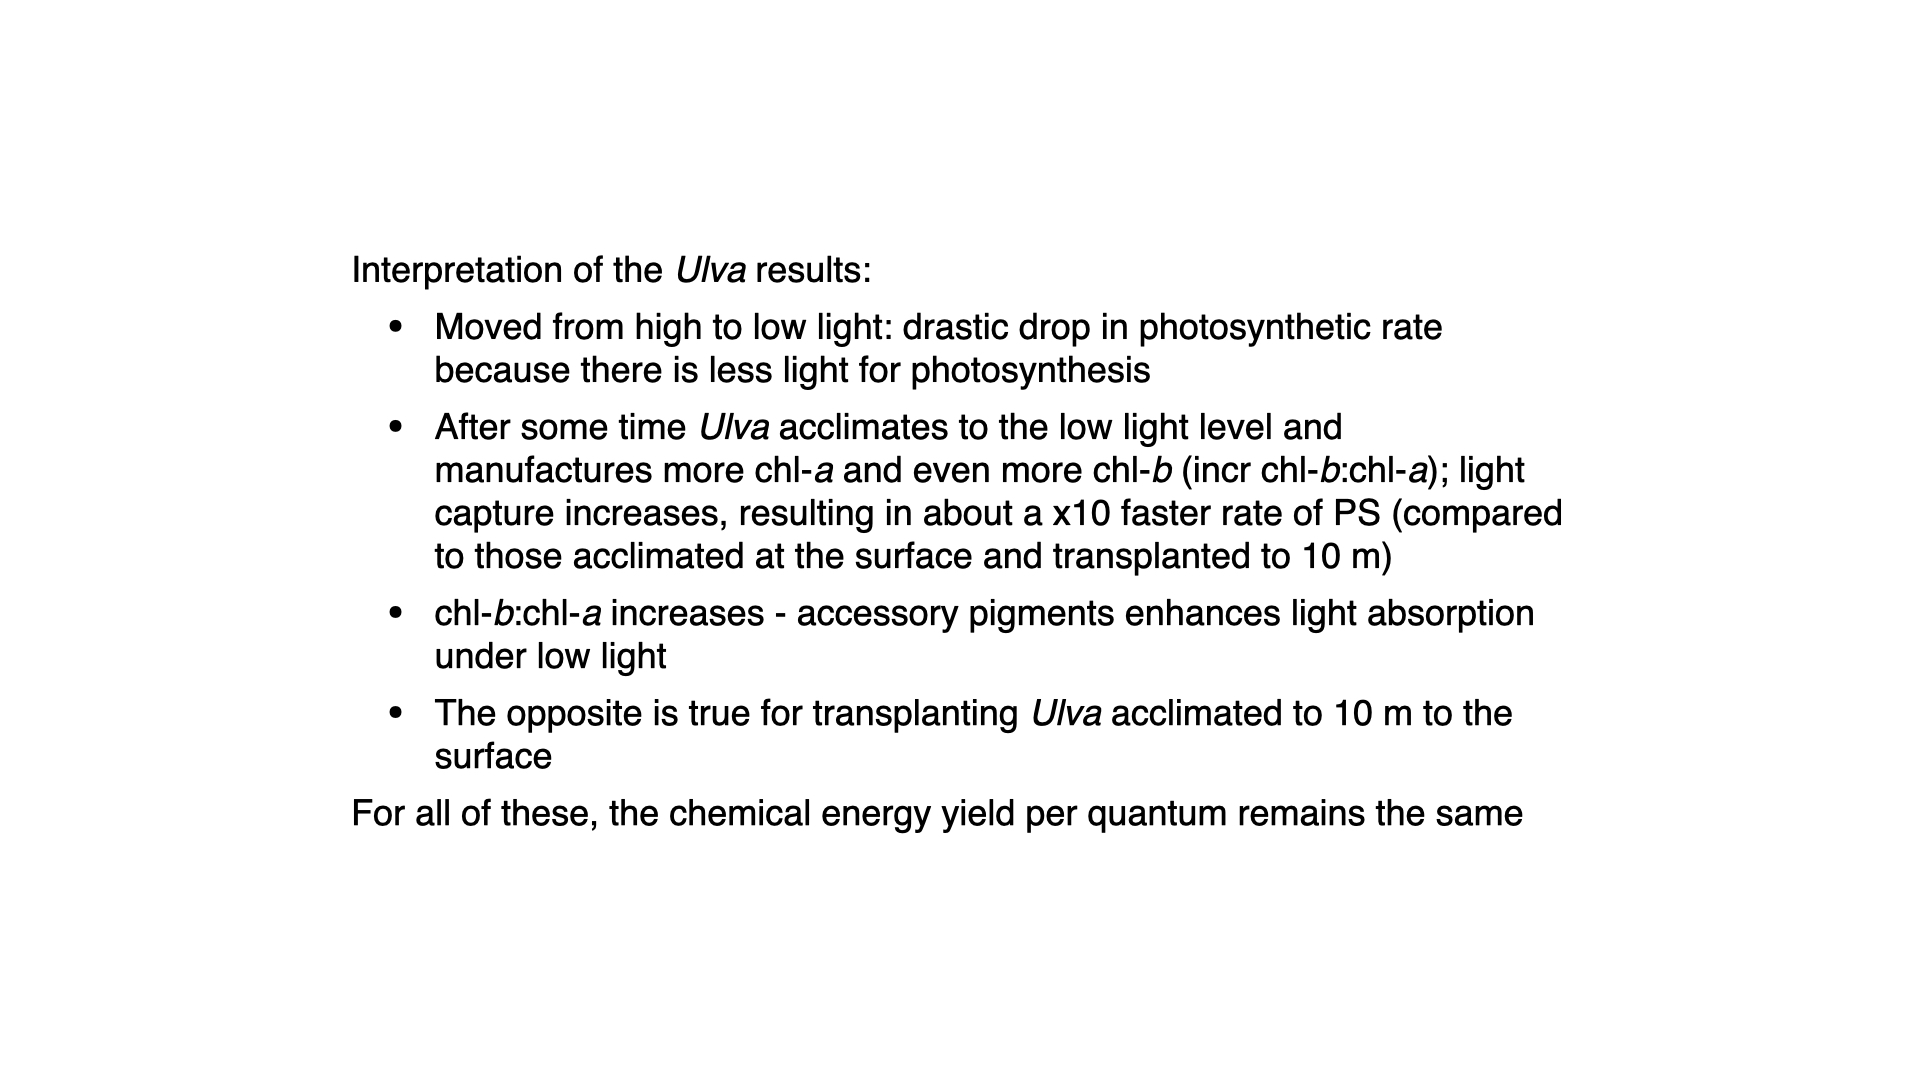 Interpretation of the Ulva results:
• Moved from high to low light: drastic drop in photosynthetic rate
because there is less light for photosynthesis
• After some time Ulva acclimates to the low light level and
manufactures more chl-a and even more chl-b (incr chl-b:chl-a); light
capture increases, resulting in about a x10 faster rate of PS (compared
to those acclimated at the surface and transplanted to 10 m)
• chl-b:chl-a increases - accessory pigments enhances light absorption
under low light
• The opposite is true for transplanting Ulva acclimated to 10 m to the
surface
For all of these, the chemical energy yield per quantum remains the same